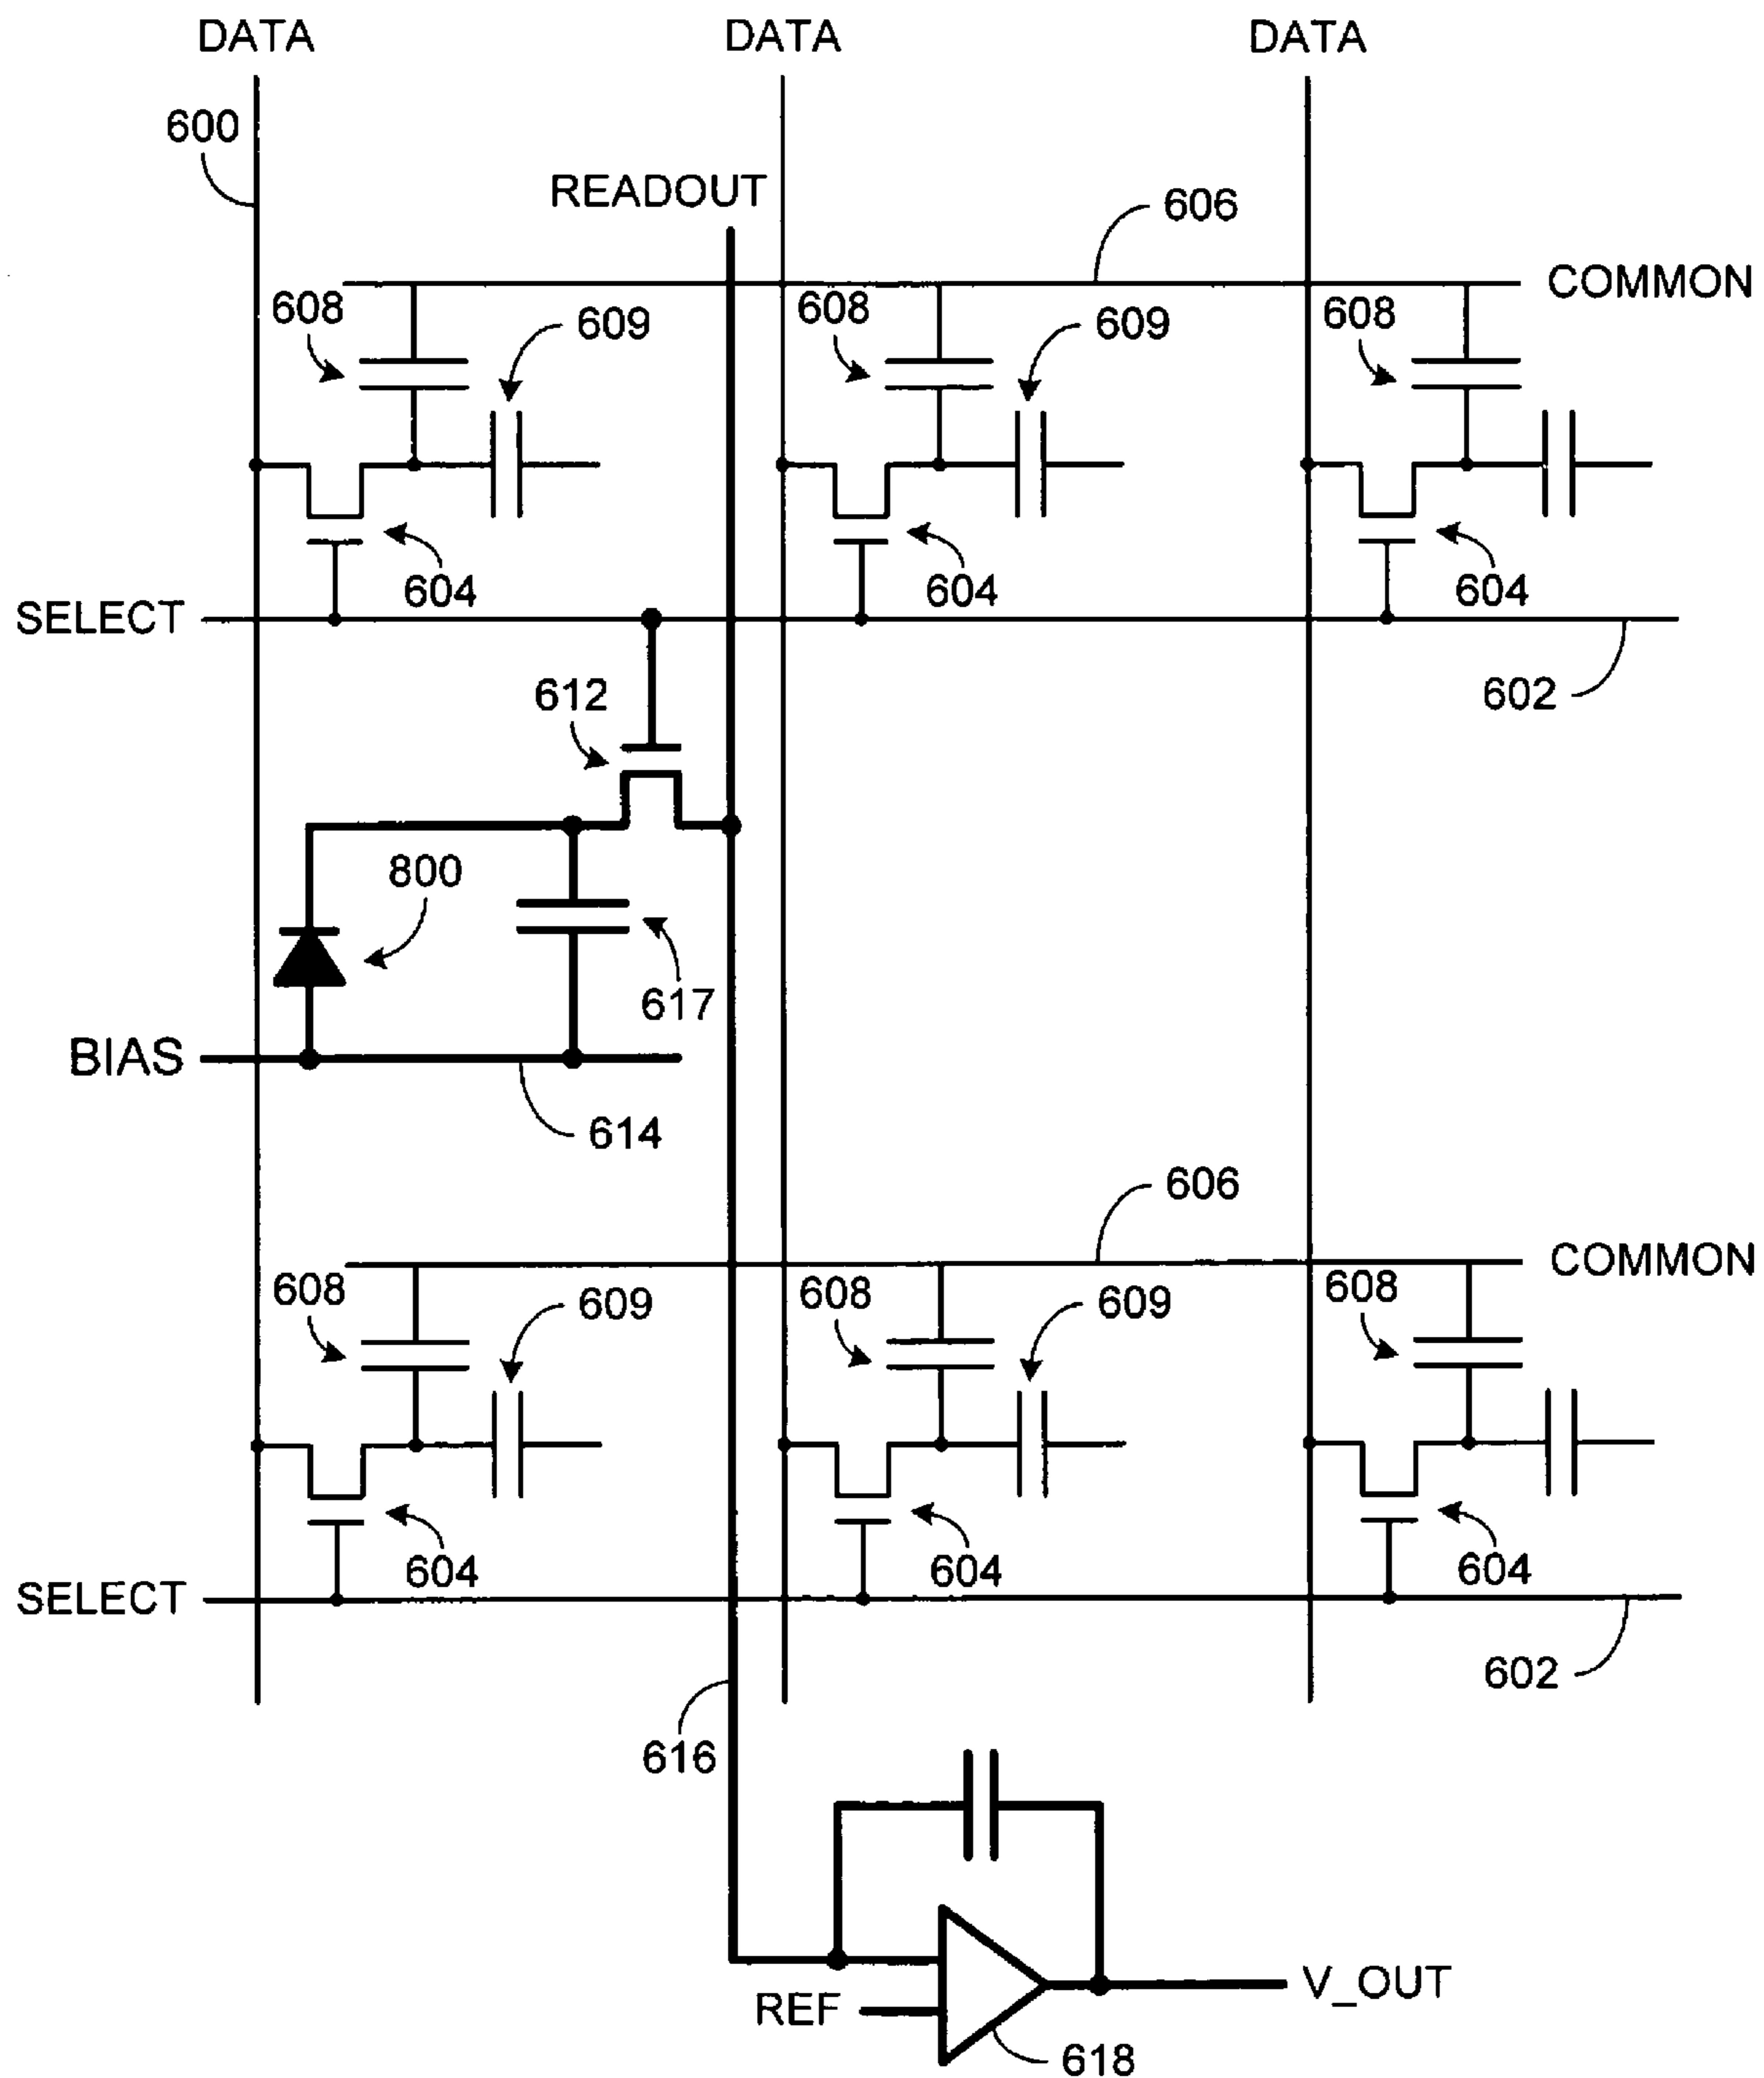 DATA DATA DATA
600
READOUT
606
COMMON
608 609 608 609 608
604 604 604
SELECT
612
602
800
617
BIAS
614
606
COMMON
608 609 608 609 608
604 604 604
SELECT
602
616
V_OUT
REF
618